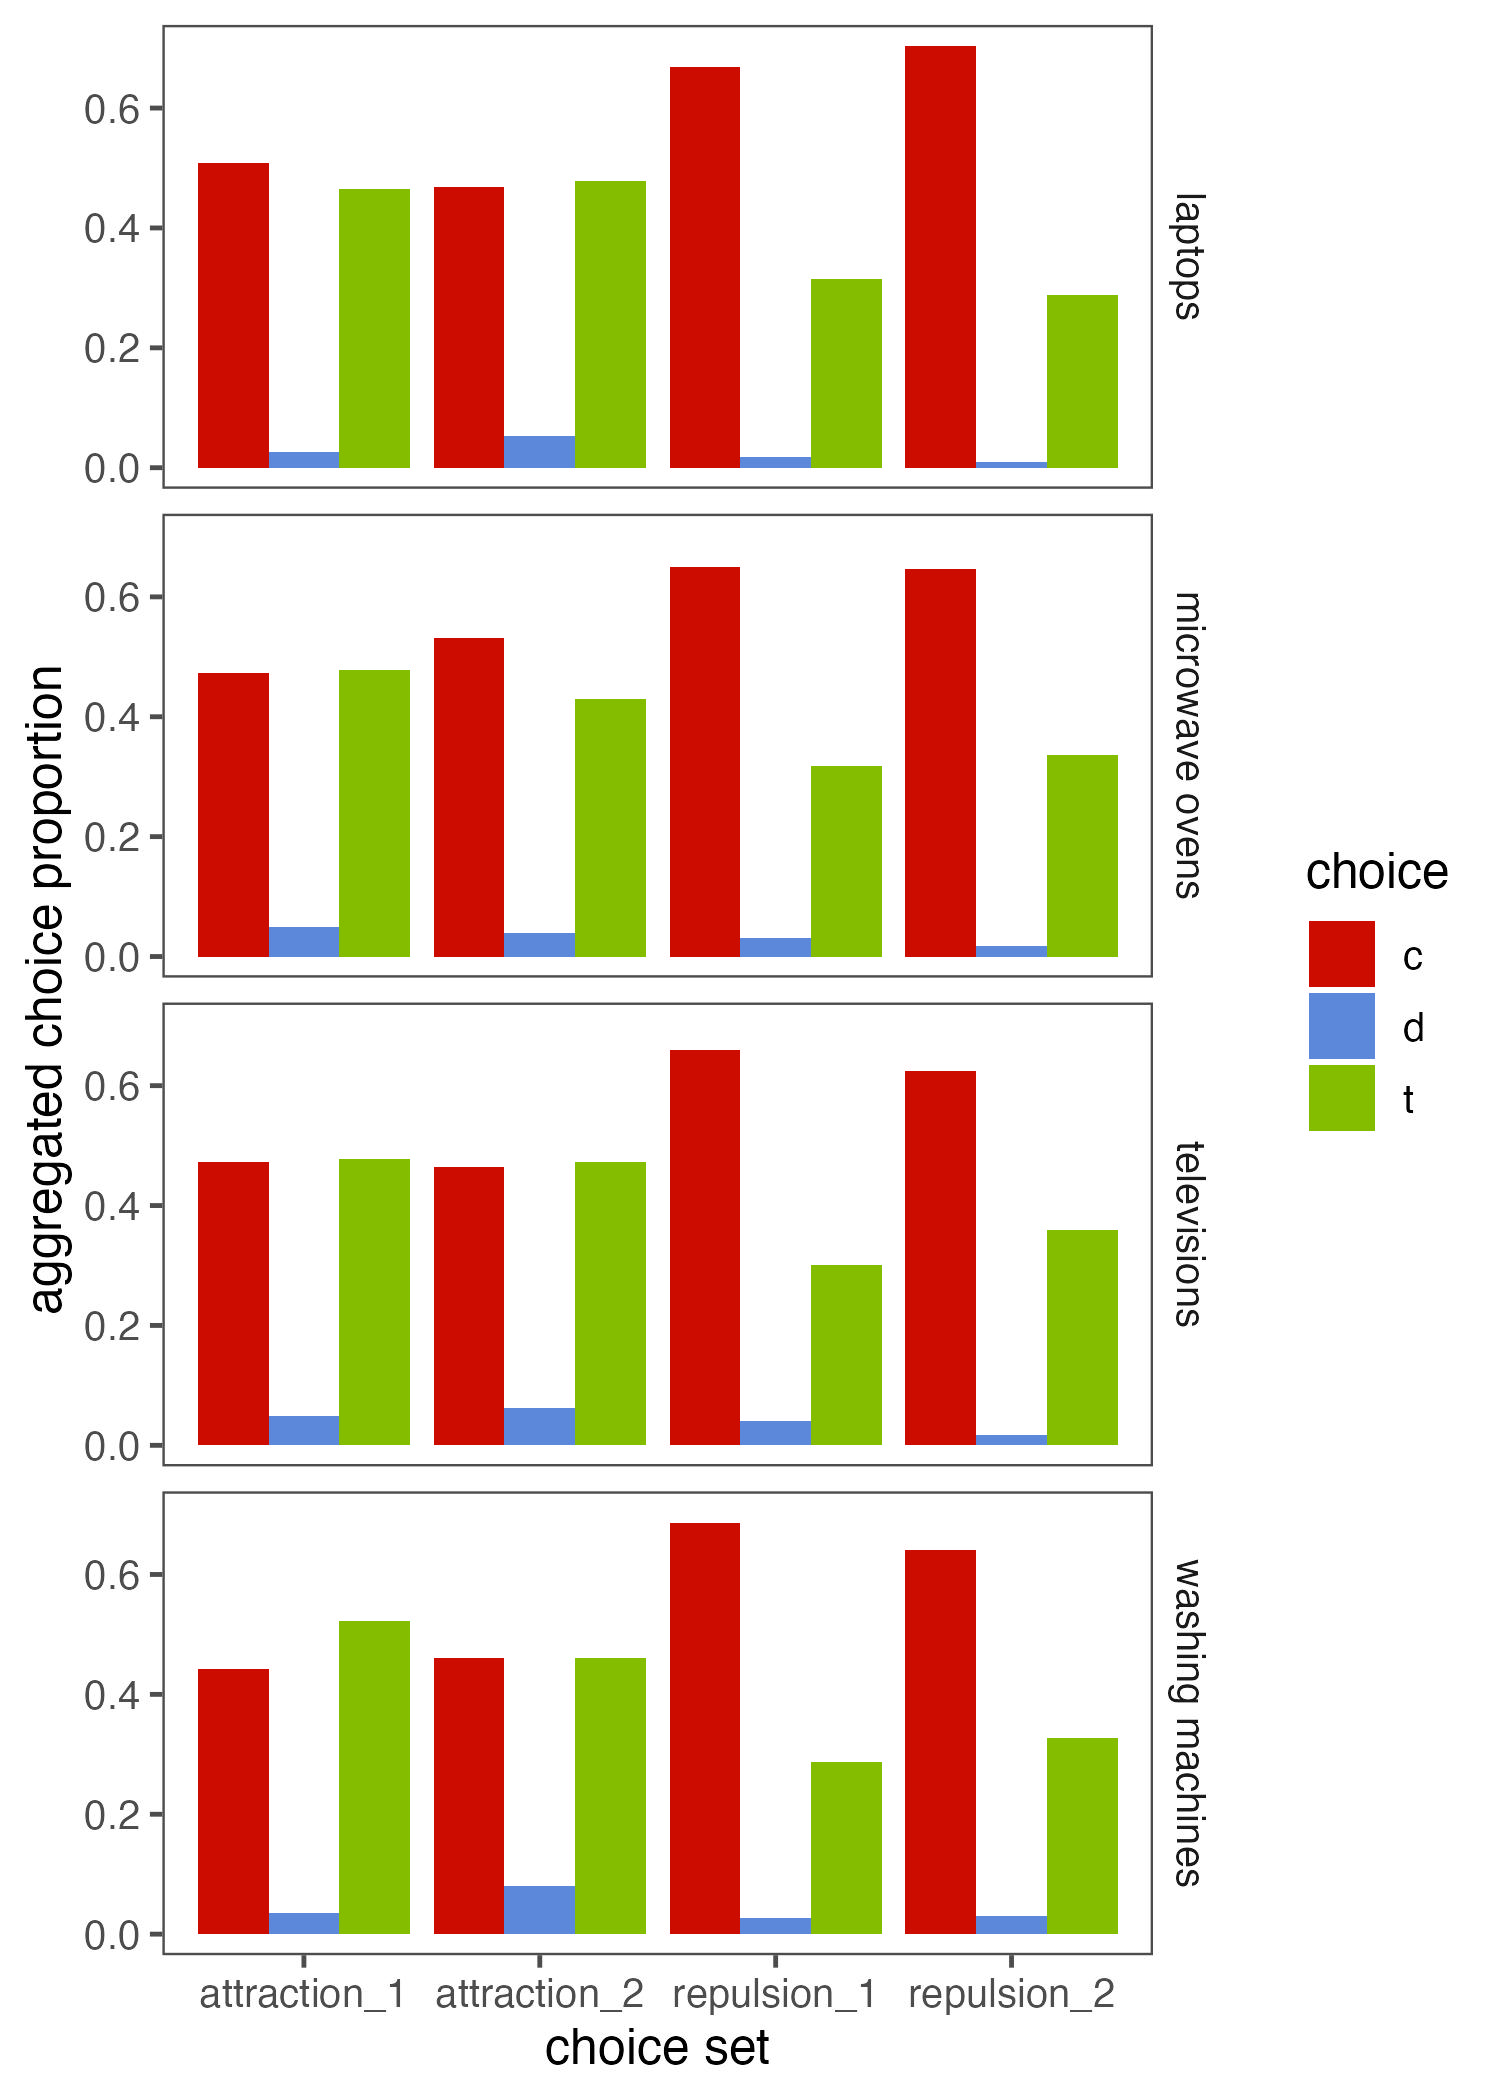 aggregated choice proportion
0.6
0.4
0.2
0.0
laptops
0.6
0.4
0.2
0.0
microwave ovens
0.6
0.4
0.2
0.0
televisions
0.6
0.4
0.2
0.0
washing machines
attraction_1 attraction_2 repulsion_1 repulsion_2
choice set
choice
c
d
t